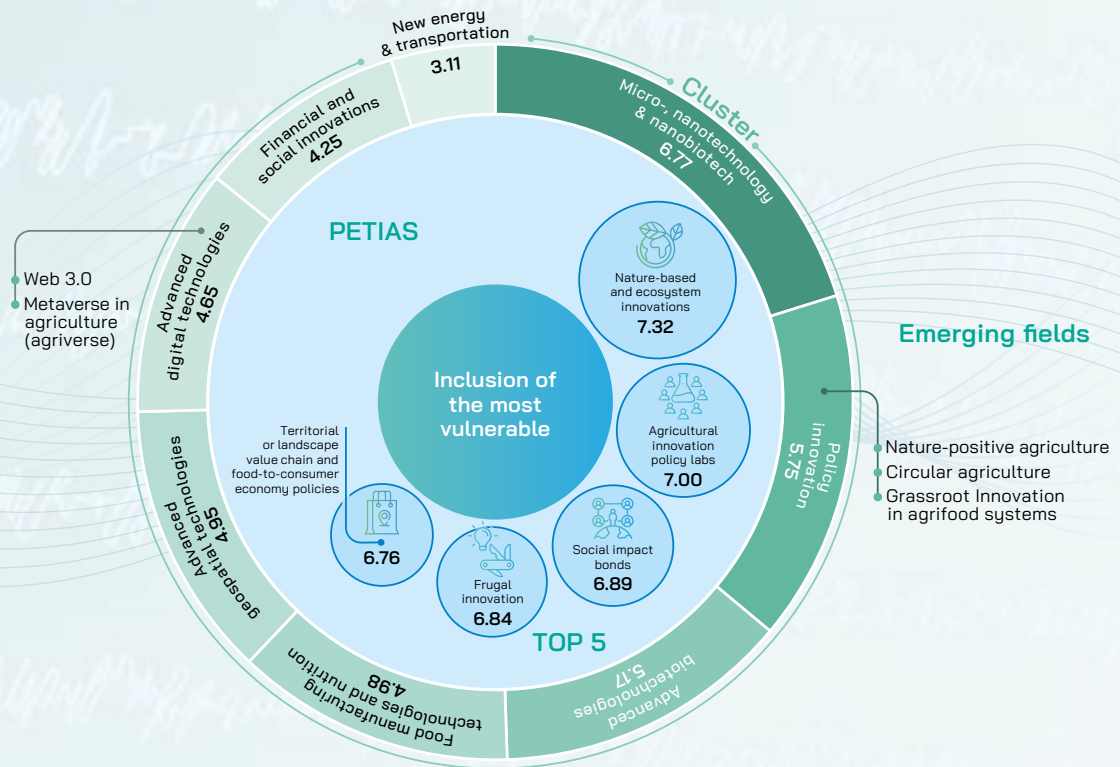 New energy
& transportation
3.11
Cluster
Micro-, nanotechnology
& nanobiotech
6.77
Financial and
social innovations
4.25
PETIAS
Advanced
digital technologies
4.65
Web 3.0
Metaverse in
agriculture
(agriverse)
Nature-based
and ecosystem
innovations
7.32
Emerging fields
Inclusion of
the most
vulnerable
Agricultural
innovation
policy labs
7.00
Policy
innovation
5.75
Nature-positive agriculture
Circular agriculture
Grassroot Innovation
in agrifood systems
Territorial
or landscape
value chain and
food-to-consumer
economy policies
6.76
Advanced
geospatial technologies
4.95
Social impact
bonds
6.89
Frugal
innovation
6.84
TOP 5
Food manufacturing
technologies and nutrition
4.98
Advanced
biotechnologies
5.17